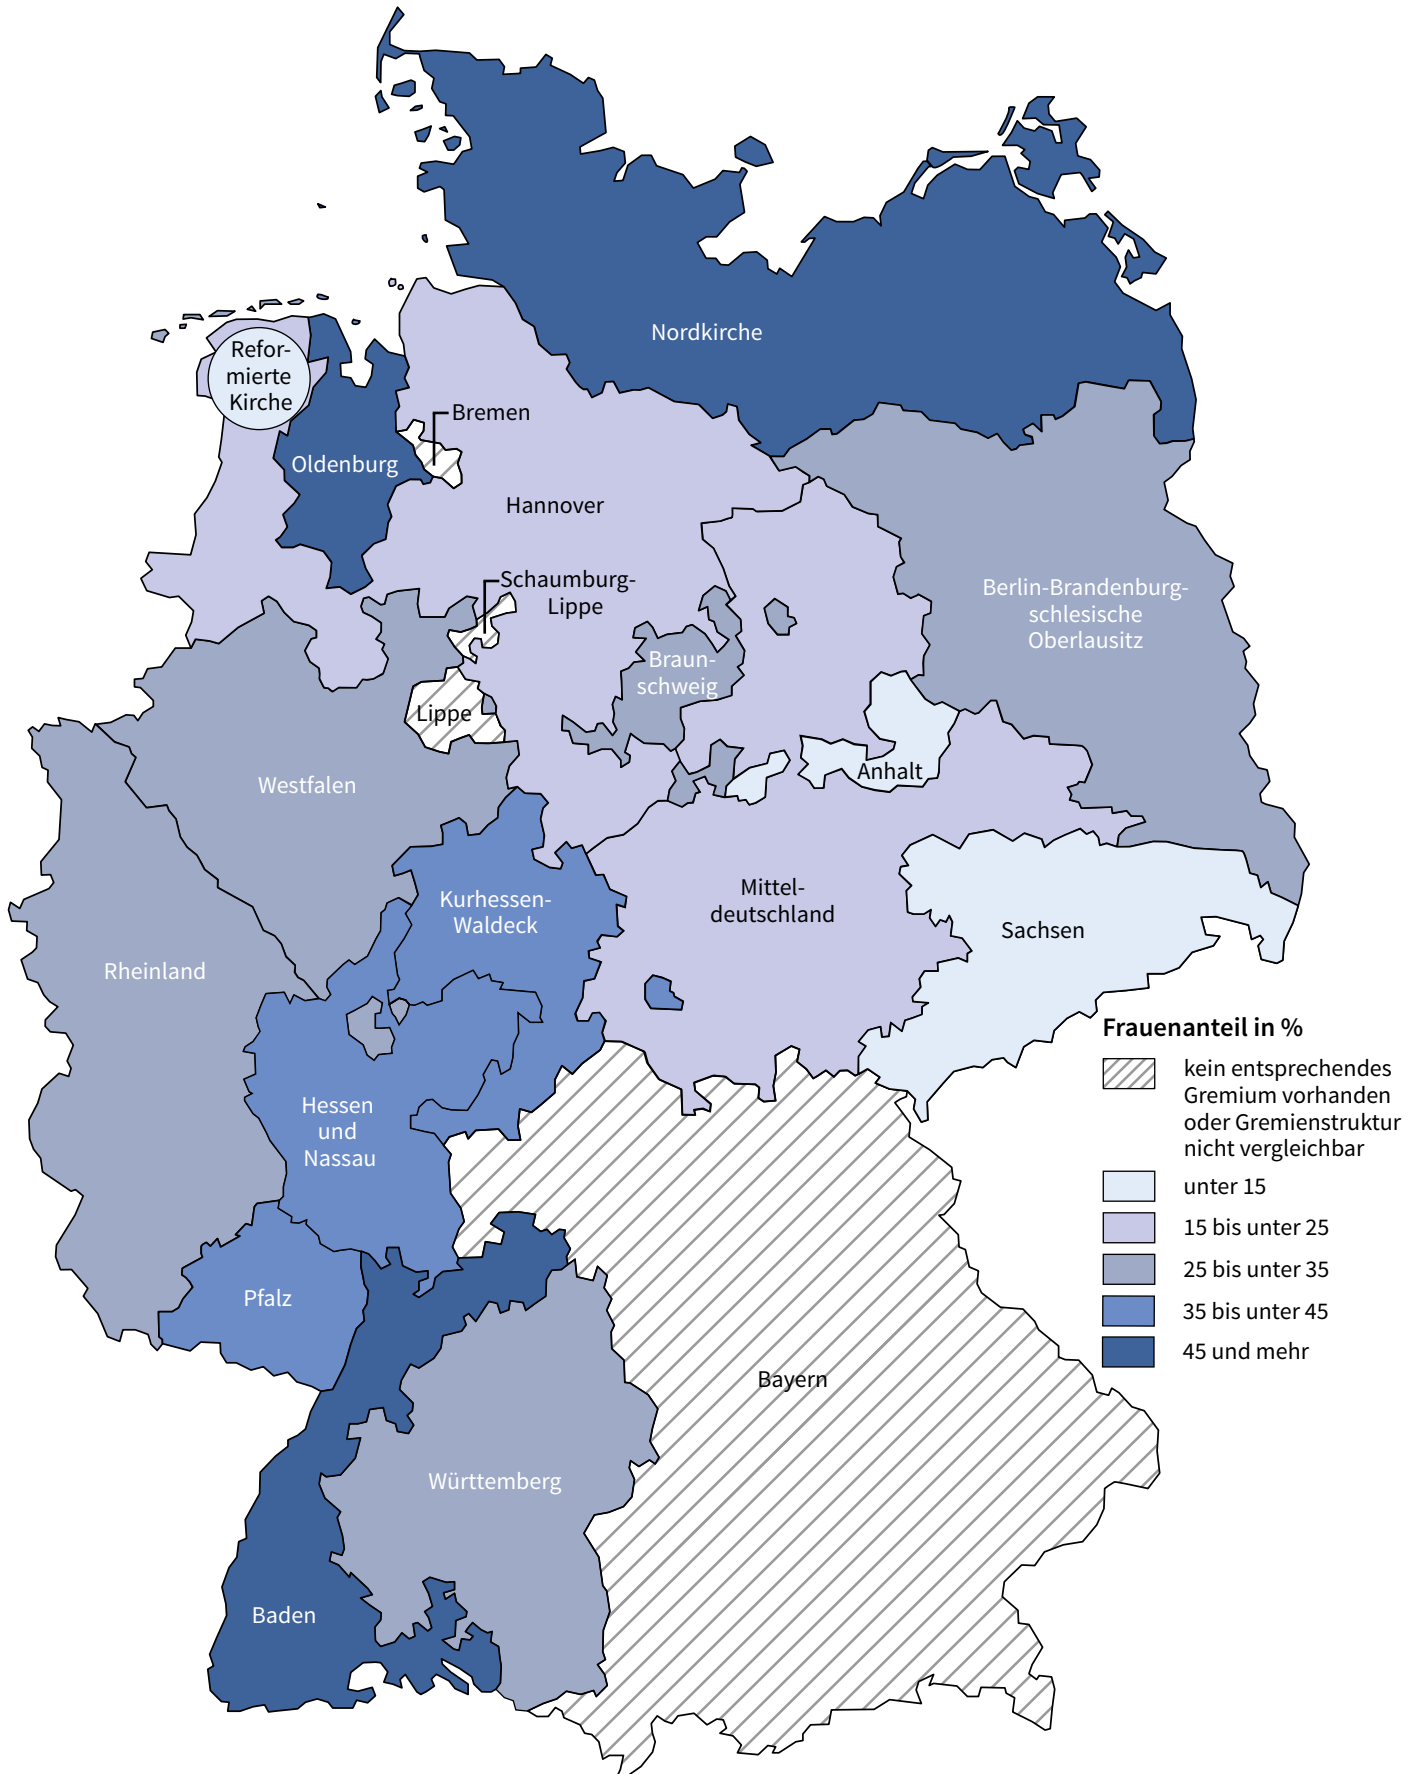 Nordkirche
Refor-
mierte
Kirche
Bremen
Oldenburg
Hannover
Schaumburg-
Lippe
Berlin-Brandenburg-
schlesische
Oberlausitz
Braun-
schweig
Lippe
Westfalen
Anhalt
Kurhessen-
Waldeck
Mittel-
deutschland
Sachsen
Rheinland
Hessen
und
Nassau
Pfalz
Bayern
Württemberg
Baden
Frauenanteil in %
kein entsprechendes
Gremium vorhanden
oder Gremienstruktur
nicht vergleichbar
unter 15
15 bis unter 25
25 bis unter 35
35 bis unter 45
45 und mehr